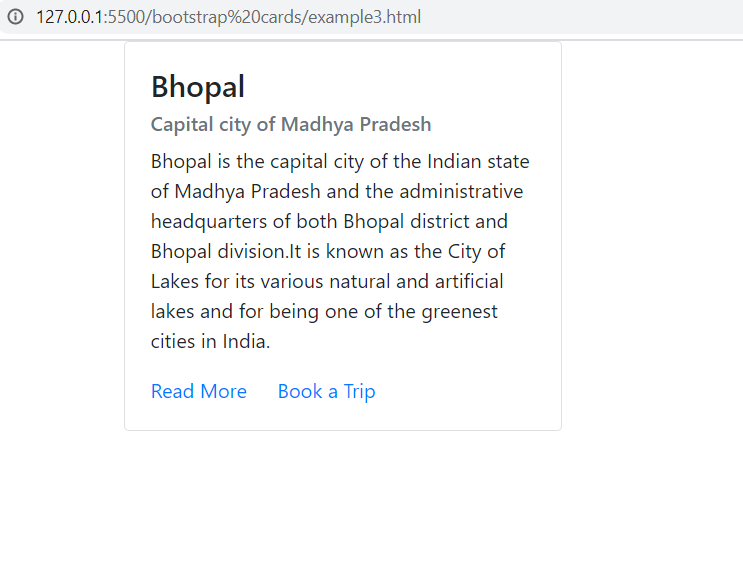 127.0.0.1:5500/bootstrap%20cards/example3.html
Bhopal
Capital city of Madhya Pradesh
Bhopal is the capital city of the Indian state
of Madhya Pradesh and the administrative
headquarters of both Bhopal district and
Bhopal division.It is known as the City of
Lakes for its various natural and artificial
lakes and for being one of the greenest
cities in India.
Read More Book a Trip